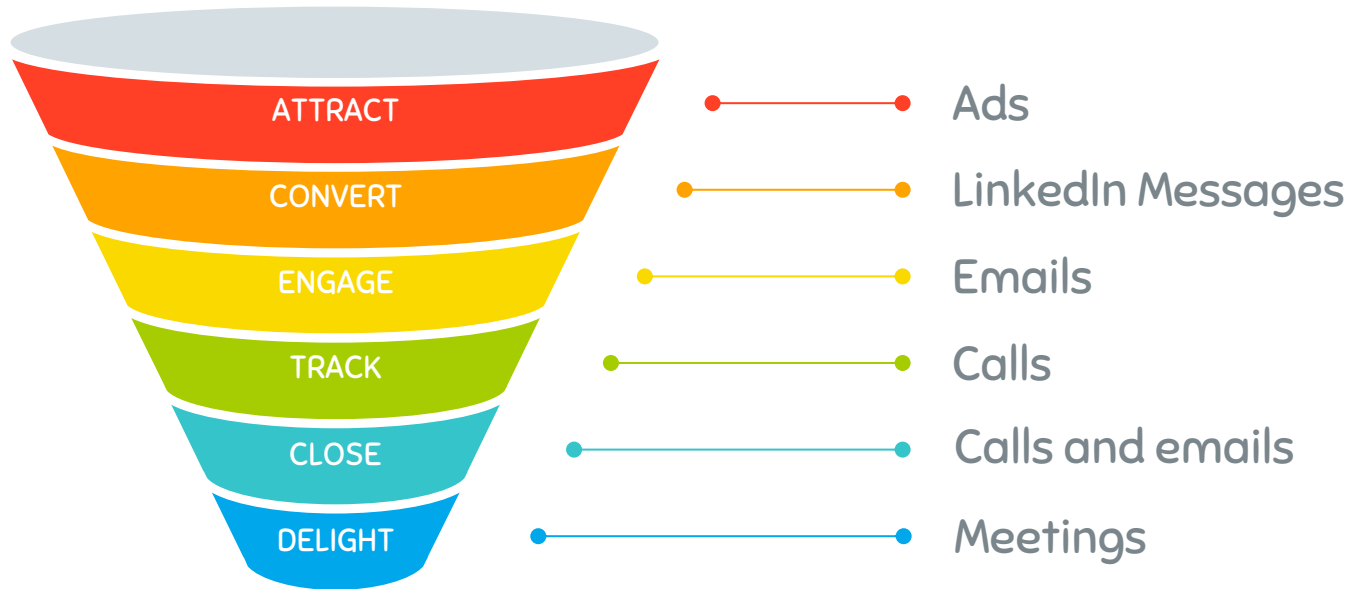 ATTRACT
Ads
CONVERT
LinkedIn Messages
ENGAGE
Emails
TRACK
Calls
CLOSE
Calls and emails
DELIGHT
Meetings